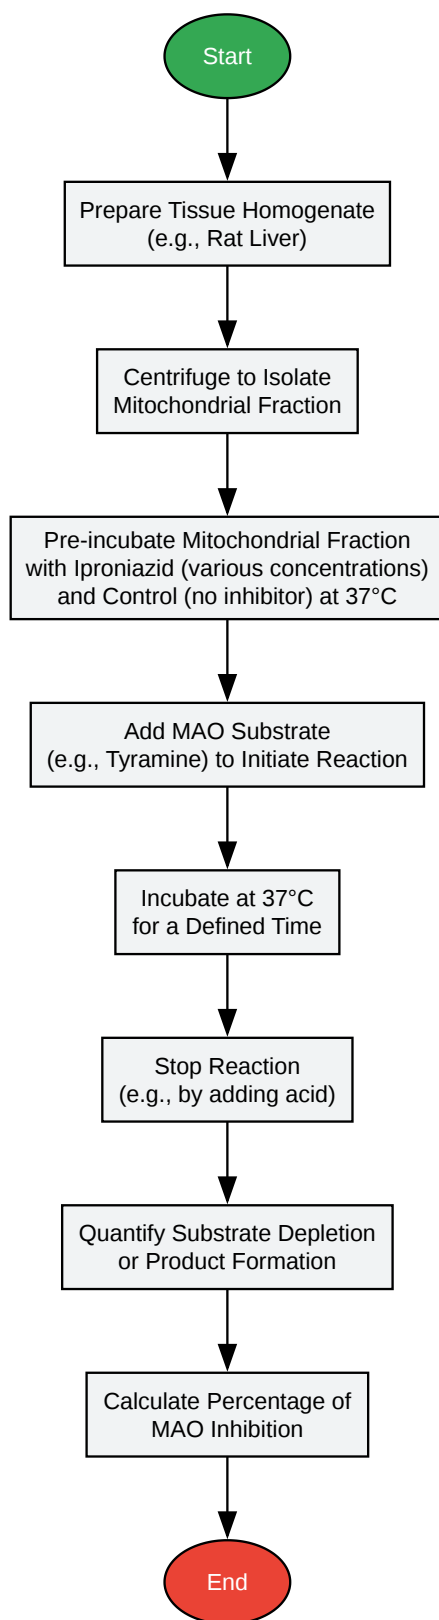 Start
Prepare Tissue Homogenate
(e.g., Rat Liver)
Centrifuge to Isolate
Mitochondrial Fraction
Pre-incubate Mitochondrial Fraction
with Iproniazid (various concentrations)
and Control (no inhibitor) at 37°C
Add MAO Substrate
(e.g., Tyramine) to Initiate Reaction
Incubate at 37°C
for a Defined Time
Stop Reaction
(e.g., by adding acid)
Quantify Substrate Depletion
or Product Formation
Calculate Percentage of
MAO Inhibition
End